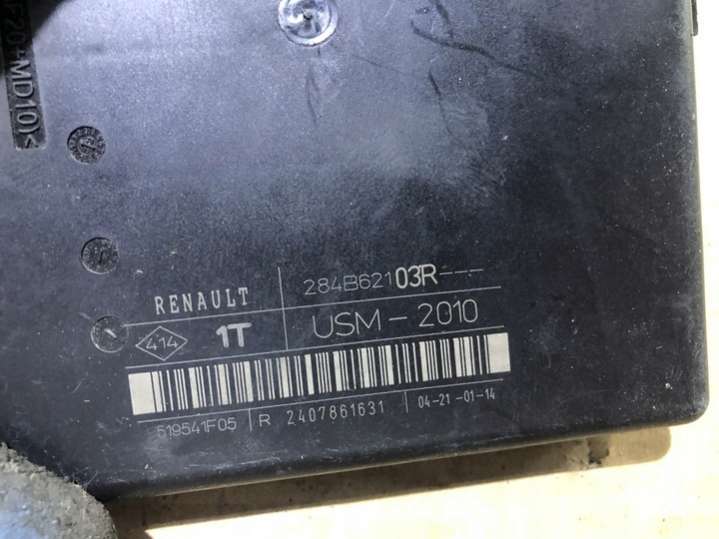 MD10)<
RENAULT 284B62103R---
414 1T USM-2010
519541F05 R 2407861631 04-21-01-14